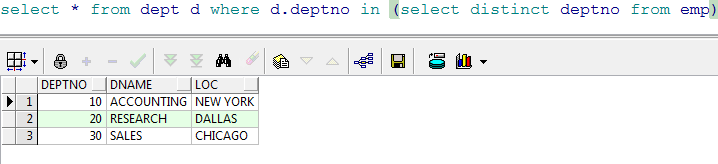 select * from dept d where d.deptno in (select distinct deptno from emp)
DEPTNO DNAME LOC
1 10 ACCOUNTING NEW YORK
2 20 RESEARCH DALLAS
3 30 SALES CHICAGO